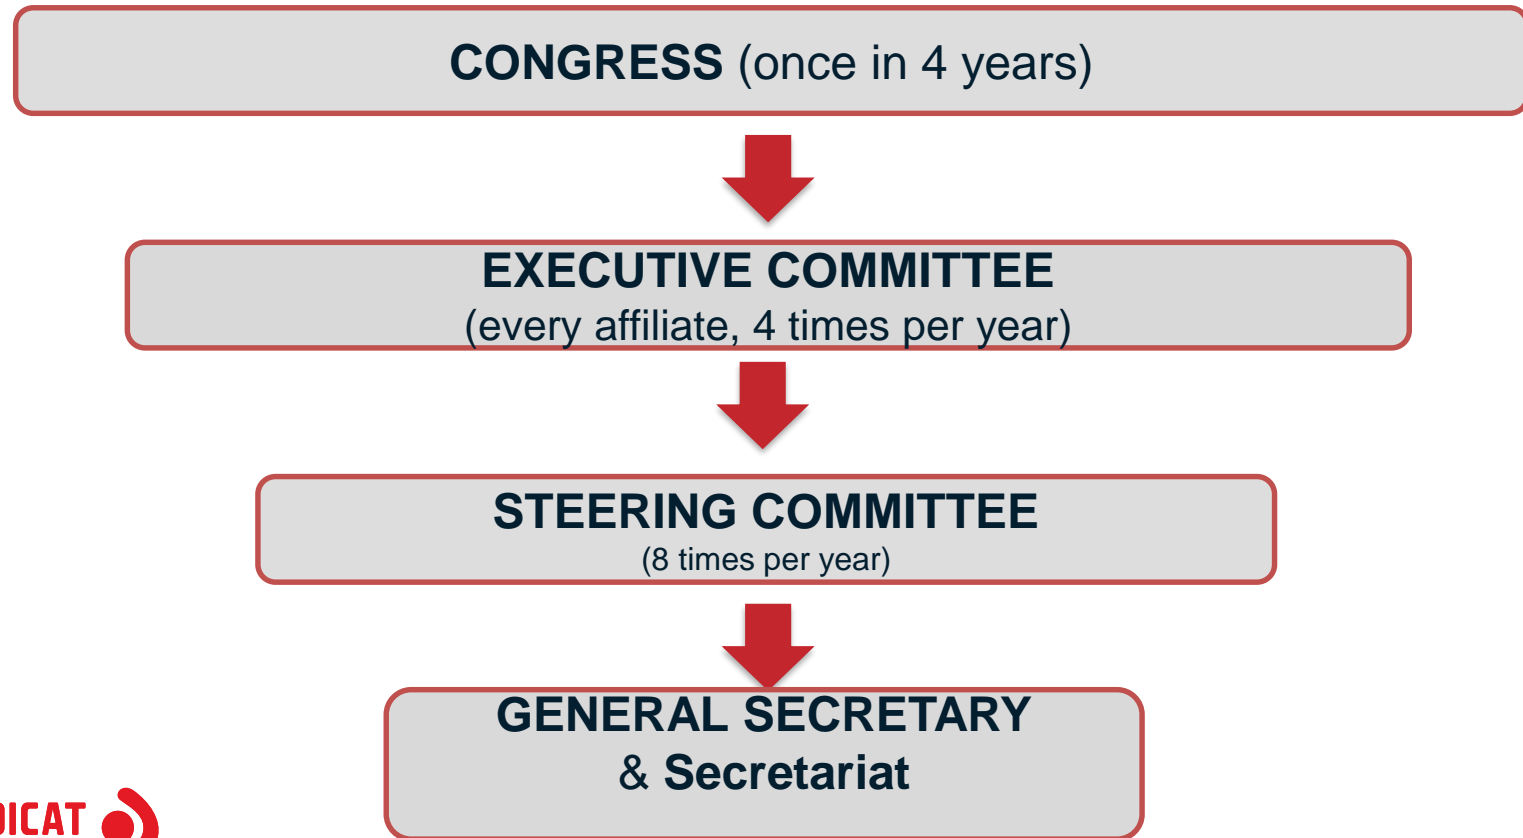 CONGRESS (once in 4 years)
EXECUTIVE COMMITTEE
(every affiliate, 4 times per year)
STEERING COMMITTEE
(8 times per year)
GENERAL SECRETARY
& Secretariat
DICAT